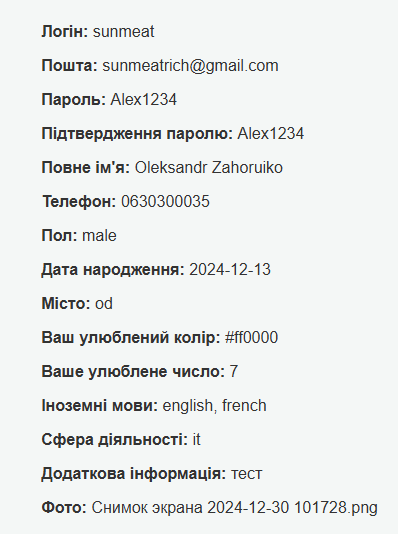 Логін: sunmeat
Пошта: sunmeatrich@gmail.com
Пароль: Alex1234
Підтвердження паролю: Alex1234
Повне ім'я: Oleksandr Zahoruiko
Телефон: 0630300035
Пол: male
Дата народження: 2024-12-13
Місто: od
Ваш улюблений колір: #ff0000
Ваше улюблене число: 7
Іноземні мови: english, french
Сфера діяльності: it
Додаткова інформація: тест
Фото: Снимок экрана 2024-12-30 101728.png